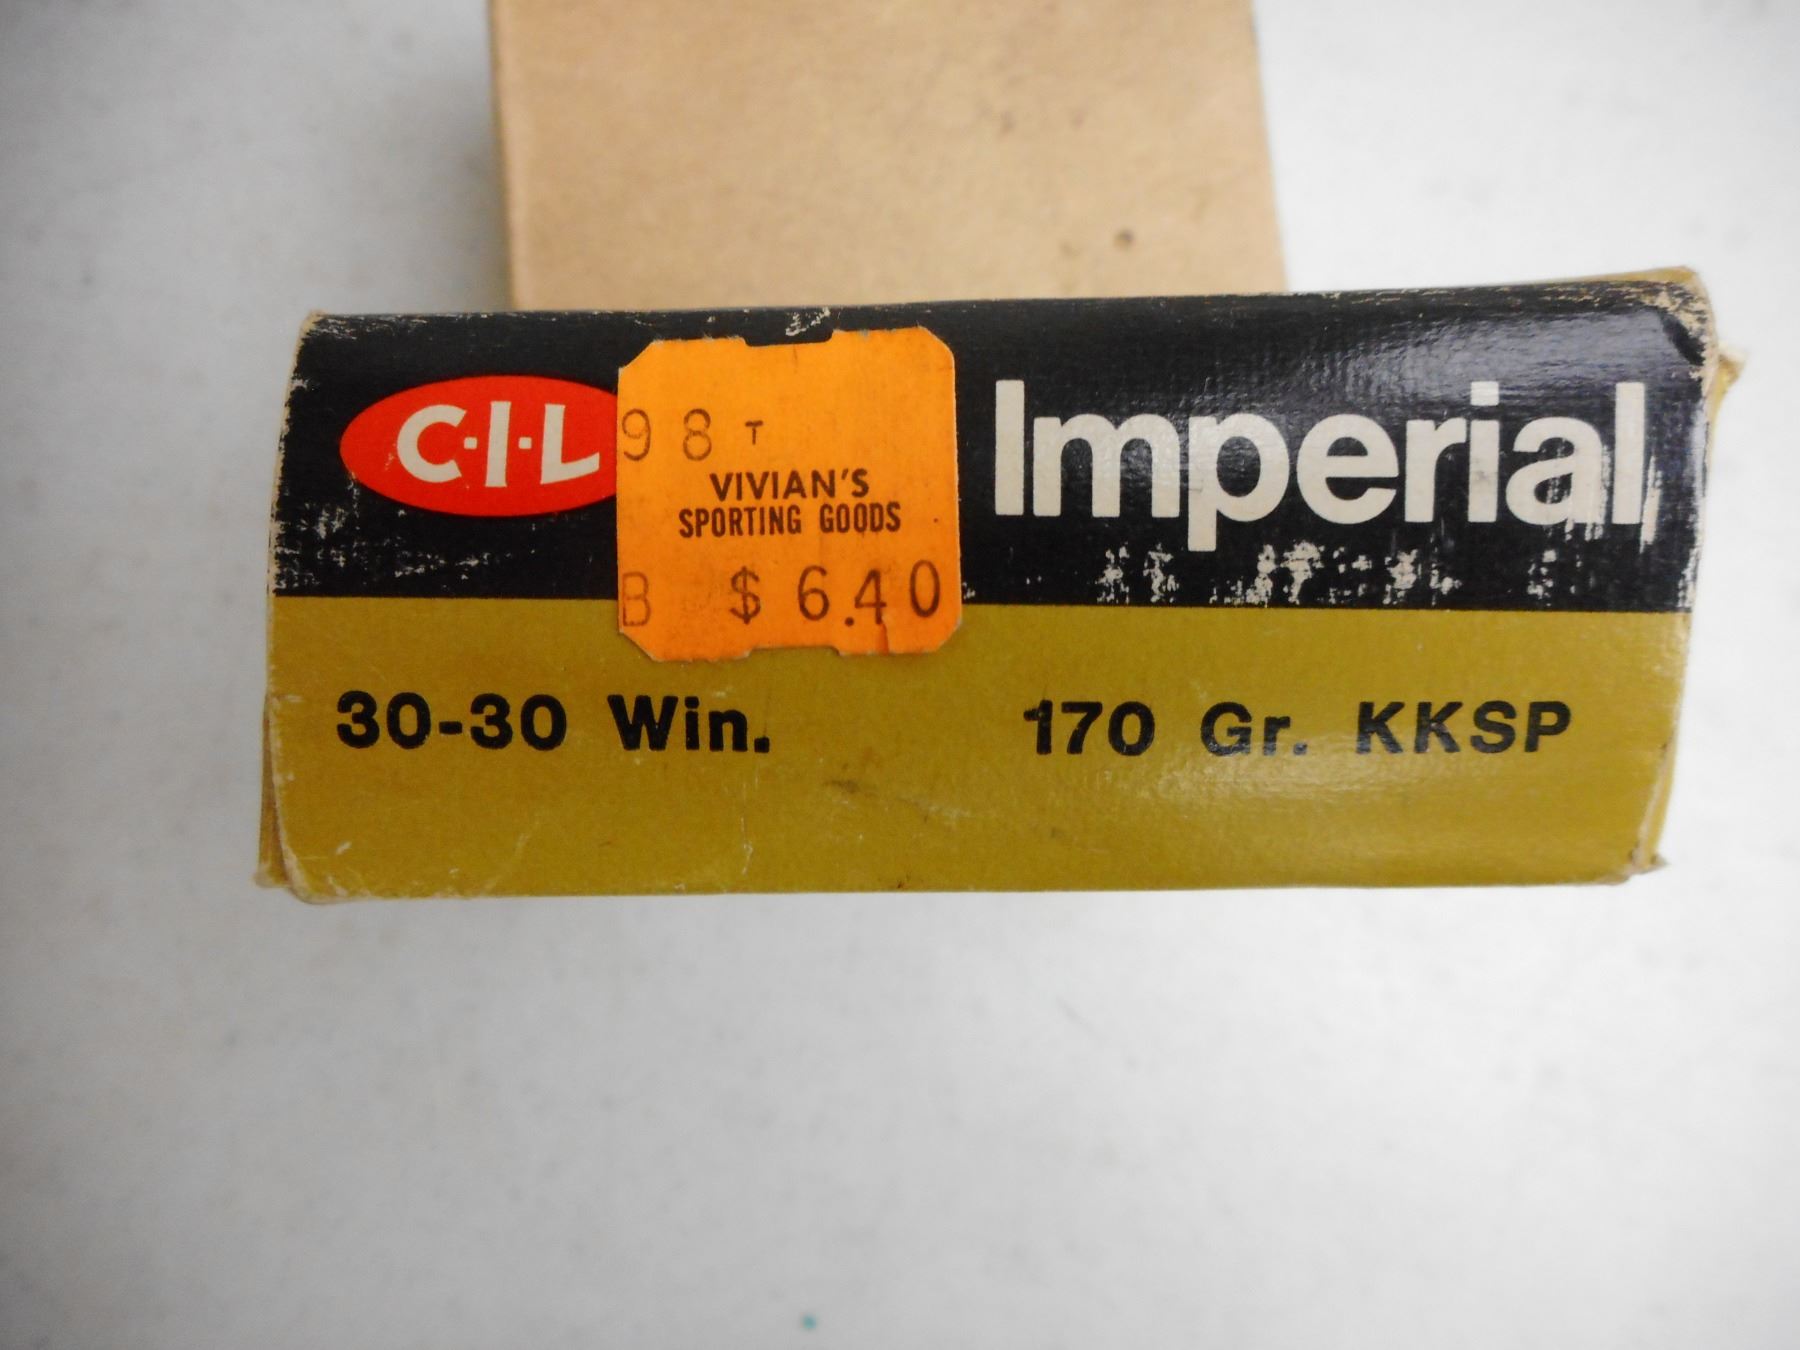 C·I·L
98 T
VIVIAN'S
SPORTING GOODS
B $6.40
Imperial
30-30 Win.
170 Gr. KKSP